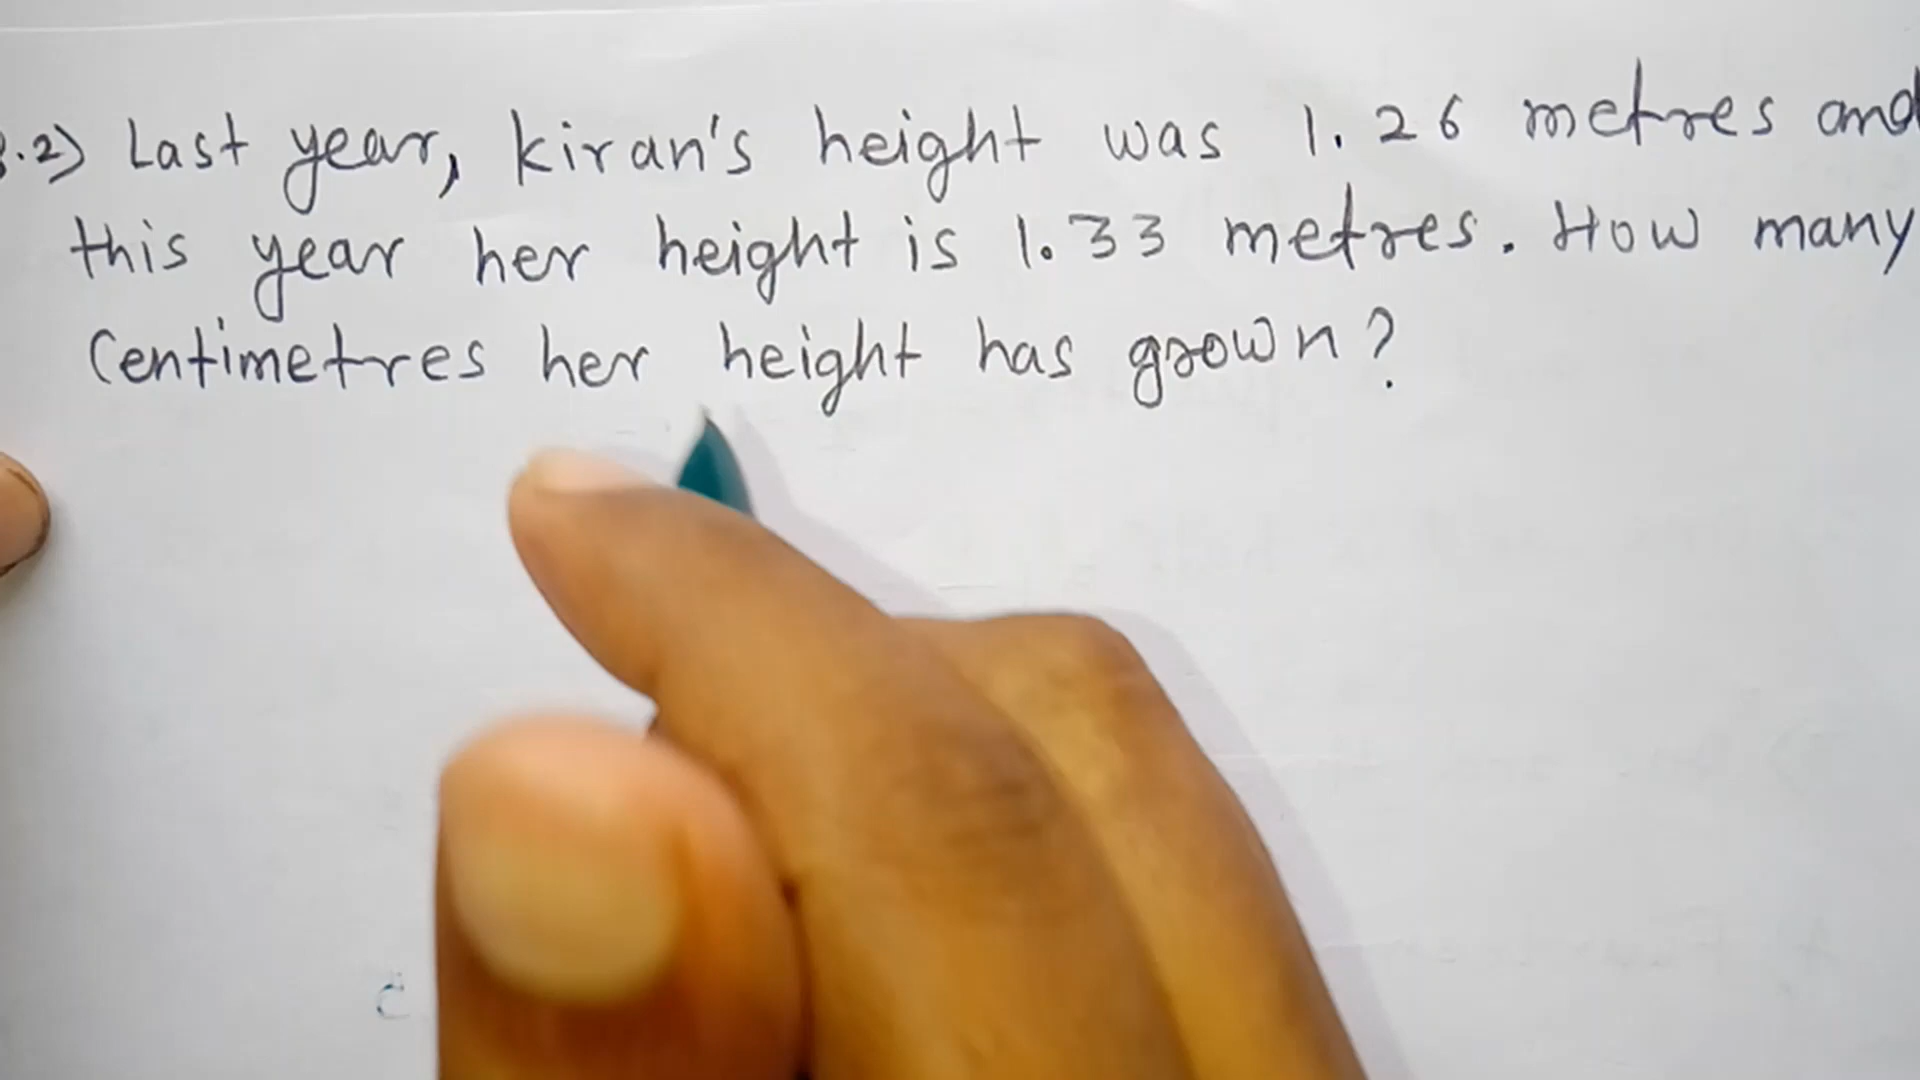 .2) Last year, kiran's height was 1.26 metres and
this year her height is 1.33 metres. How many
Centimetres her height has grown?
C